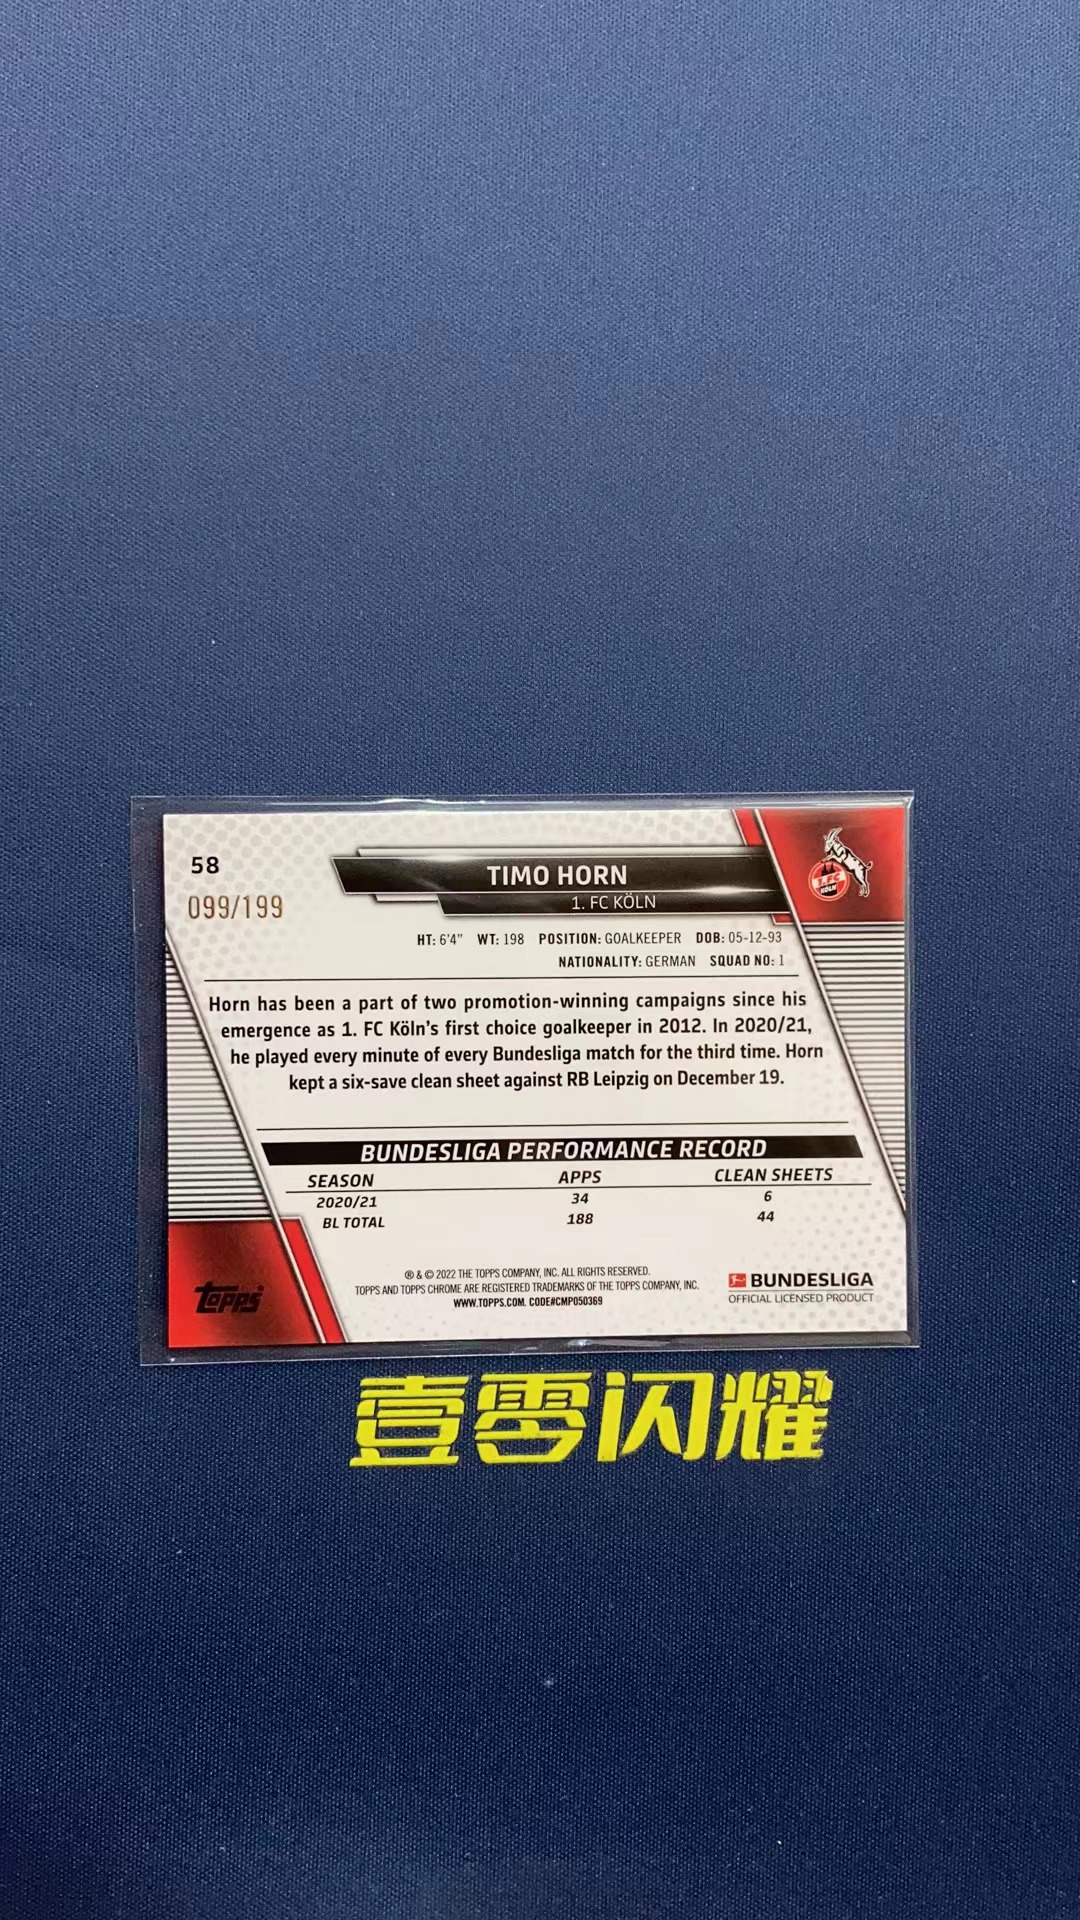 58
099/199
TIMO HORN
1. FC KÖLN
1.FC
KÖLN
HT: 6'4" WT: 198 POSITION: GOALKEEPER DOB: 05-12-93
NATIONALITY: GERMAN SQUAD NO: 1
Horn has been a part of two promotion-winning campaigns since his
emergence as 1. FC Köln's first choice goalkeeper in 2012. In 2020/21,
he played every minute of every Bundesliga match for the third time. Horn
kept a six-save clean sheet against RB Leipzig on December 19.
BUNDESLIGA PERFORMANCE RECORD
SEASON APPS CLEAN SHEETS
2020/21 34 6
BL TOTAL 188 44
® & © 2022 THE TOPPS COMPANY, INC. ALL RIGHTS RESERVED.
TOPPS AND TOPPS CHROME ARE REGISTERED TRADEMARKS OF THE TOPPS COMPANY, INC.
WWW.TOPPS.COM. CODE#CMP050369
topps®
BUNDESLIGA
OFFICIAL LICENSED PRODUCT
壹零闪耀